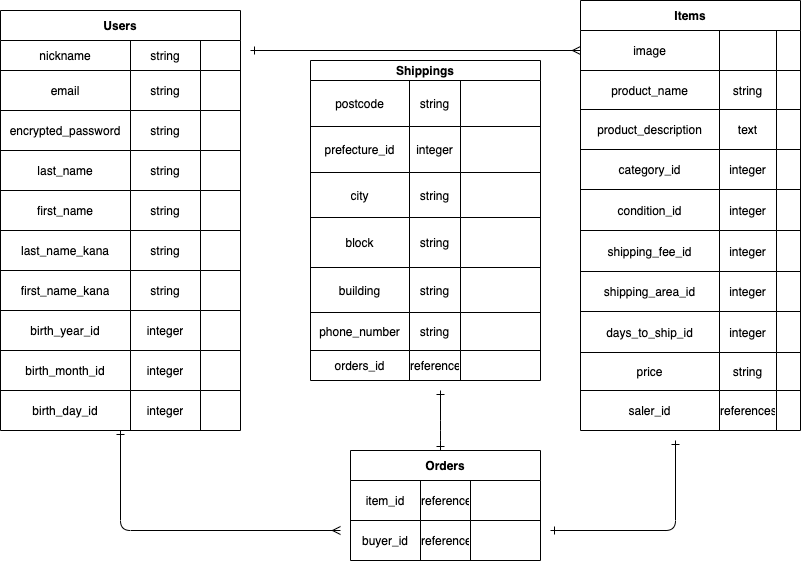 Users
nickname string
email string
encrypted_password string
last_name string
first_name string
last_name_kana string
first_name_kana string
birth_year_id integer
birth_month_id integer
birth_day_id integer
Shippings
postcode string
prefecture_id integer
city string
block string
building string
phone_number string
orders_id reference
Items
image
product_name string
product_description text
category_id integer
condition_id integer
shipping_fee_id integer
shipping_area_id integer
days_to_ship_id integer
price string
saler_id references
Orders
item_id reference
buyer_id reference